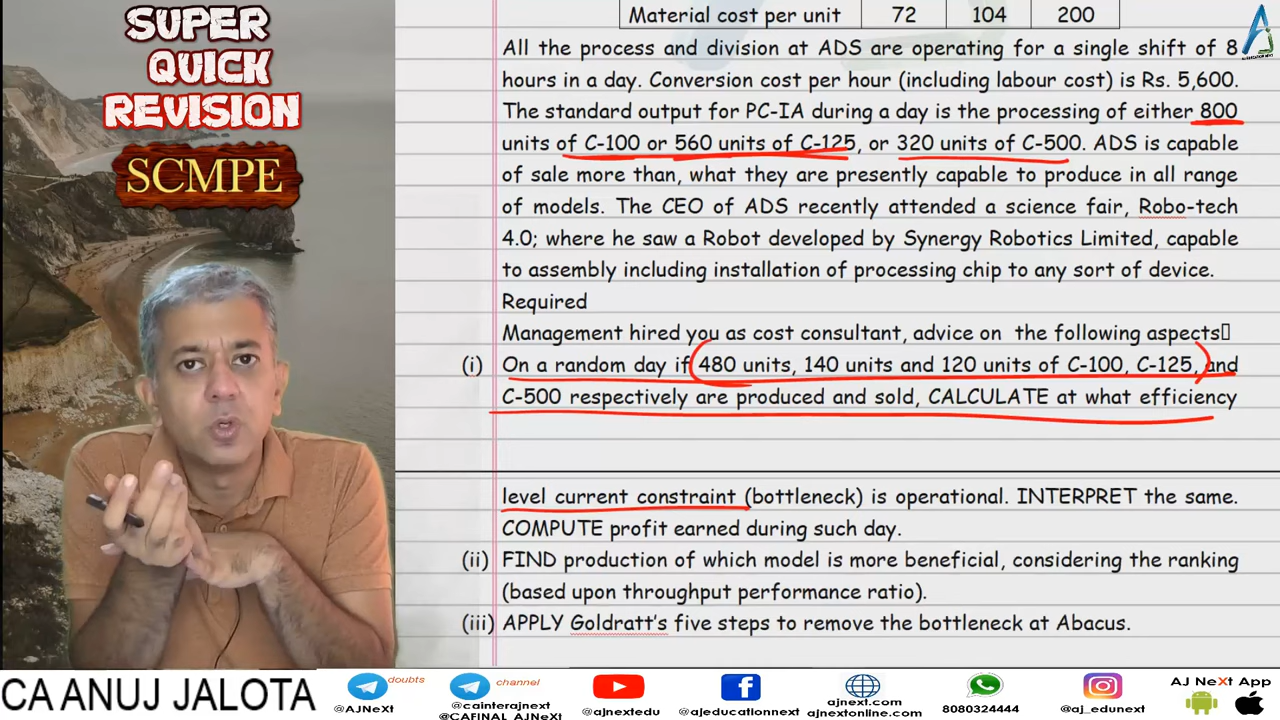 SUPER
QUICK
REVISION
SCMPE
Material cost per unit 72 104 200
All the process and division at ADS are operating for a single shift of 8
hours in a day. Conversion cost per hour (including labour cost) is Rs. 5,600.
The standard output for PC-IA during a day is the processing of either 800
units of C-100 or 560 units of C-125, or 320 units of C-500. ADS is capable
of sale more than, what they are presently capable to produce in all range
of models. The CEO of ADS recently attended a science fair, Robo-tech
4.0; where he saw a Robot developed by Synergy Robotics Limited, capable
to assembly including installation of processing chip to any sort of device.
Required
Management hired you as cost consultant, advice on the following aspects
(i) On a random day if 480 units, 140 units and 120 units of C-100, C-125, and
C-500 respectively are produced and sold, CALCULATE at what efficiency
level current constraint (bottleneck) is operational. INTERPRET the same.
COMPUTE profit earned during such day.
(ii) FIND production of which model is more beneficial, considering the ranking
(based upon throughput performance ratio).
(iii) APPLY Goldratt's five steps to remove the bottleneck at Abacus.
CA ANUJ JALOTA
doubts
@AJNeXt
channel
@cainterajnext
@CAFINAL_AJNeXt
@ajnextedu
@ajeducationnext
ajnext.com
ajnextonline.com
8080324444
@aj_edunext
AJ NeXt App